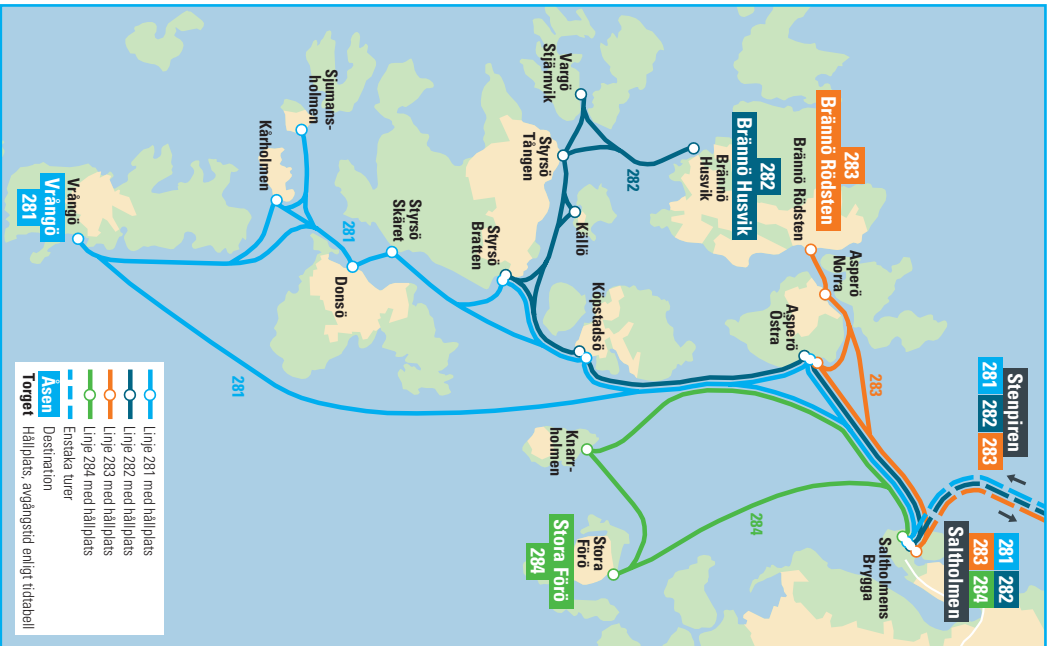 Stenpiren
281 282 283
281 282
283 284
Saltholmen
Saltholmens
Brygga
283
Asperö
Norra
Asperö
Östra
283
Brännö Rödsten
Brännö Rödsten
282
Brännö Husvik
Brännö
Husvik
282
Vargö
Stjärnvik
Styrsö
Tången
Källö
Köpstadsö
Styrsö
Bratten
Styrsö
Skäret
281
Donsö
Sjumans-
holmen
Kårholmen
Vrångö
Vrångö
281
281
Knarr-
holmen
284
Stora
Förö
Stora Förö
284
Linje 281 med hållplats
Linje 282 med hållplats
Linje 283 med hållplats
Linje 284 med hållplats
Enstaka turer
Åsen Destination
Torget Hållplats, avgångstid enligt tidtabell